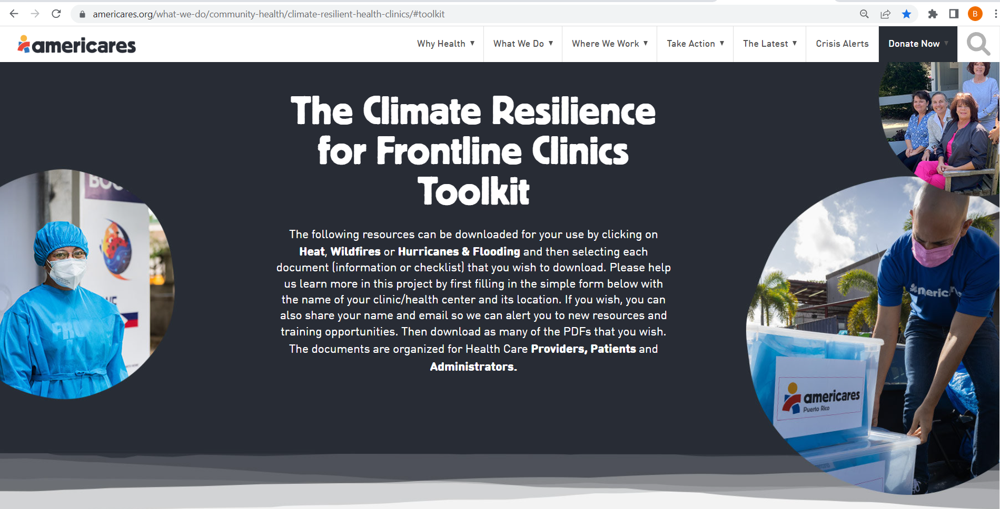 americares.org/what-we-do/community-health/climate-resilient-health-clinics/#toolkit
B
americares
Why Health ▼
What We Do ▼
Where We Work ▼
Take Action ▼
The Latest ▼
Crisis Alerts
Donate Now ▼
The Climate Resilience
for Frontline Clinics
Toolkit
The following resources can be downloaded for your use by clicking on
Heat, Wildfires or Hurricanes & Flooding and then selecting each
document (information or checklist) that you wish to download. Please help
us learn more in this project by first filling in the simple form below with
the name of your clinic/health center and its location. If you wish, you can
also share your name and email so we can alert you to new resources and
training opportunities. Then download as many of the PDFs that you wish.
The documents are organized for Health Care Providers, Patients and
Administrators.
americares
Puerto Rico